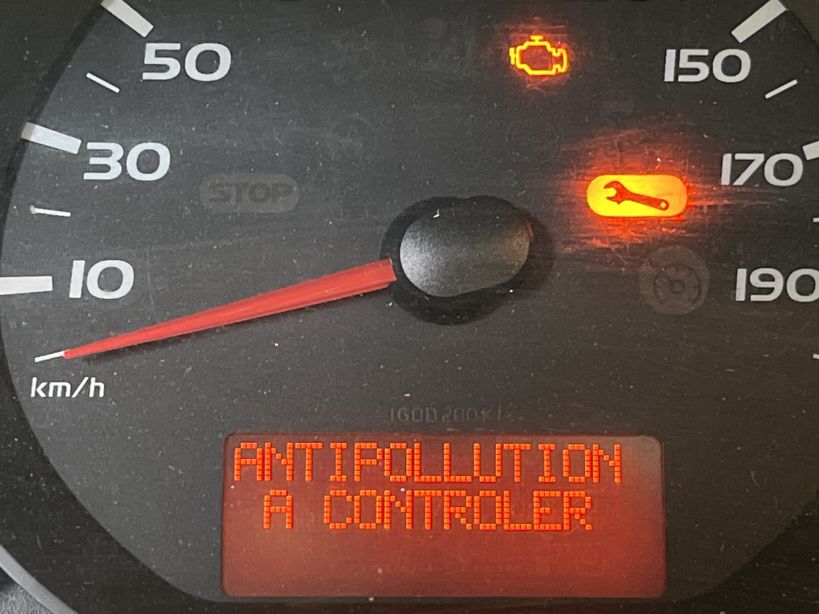 50
150
30
170
STOP
10
190
km/h
ANTIPOLLUTION
A CONTROLER